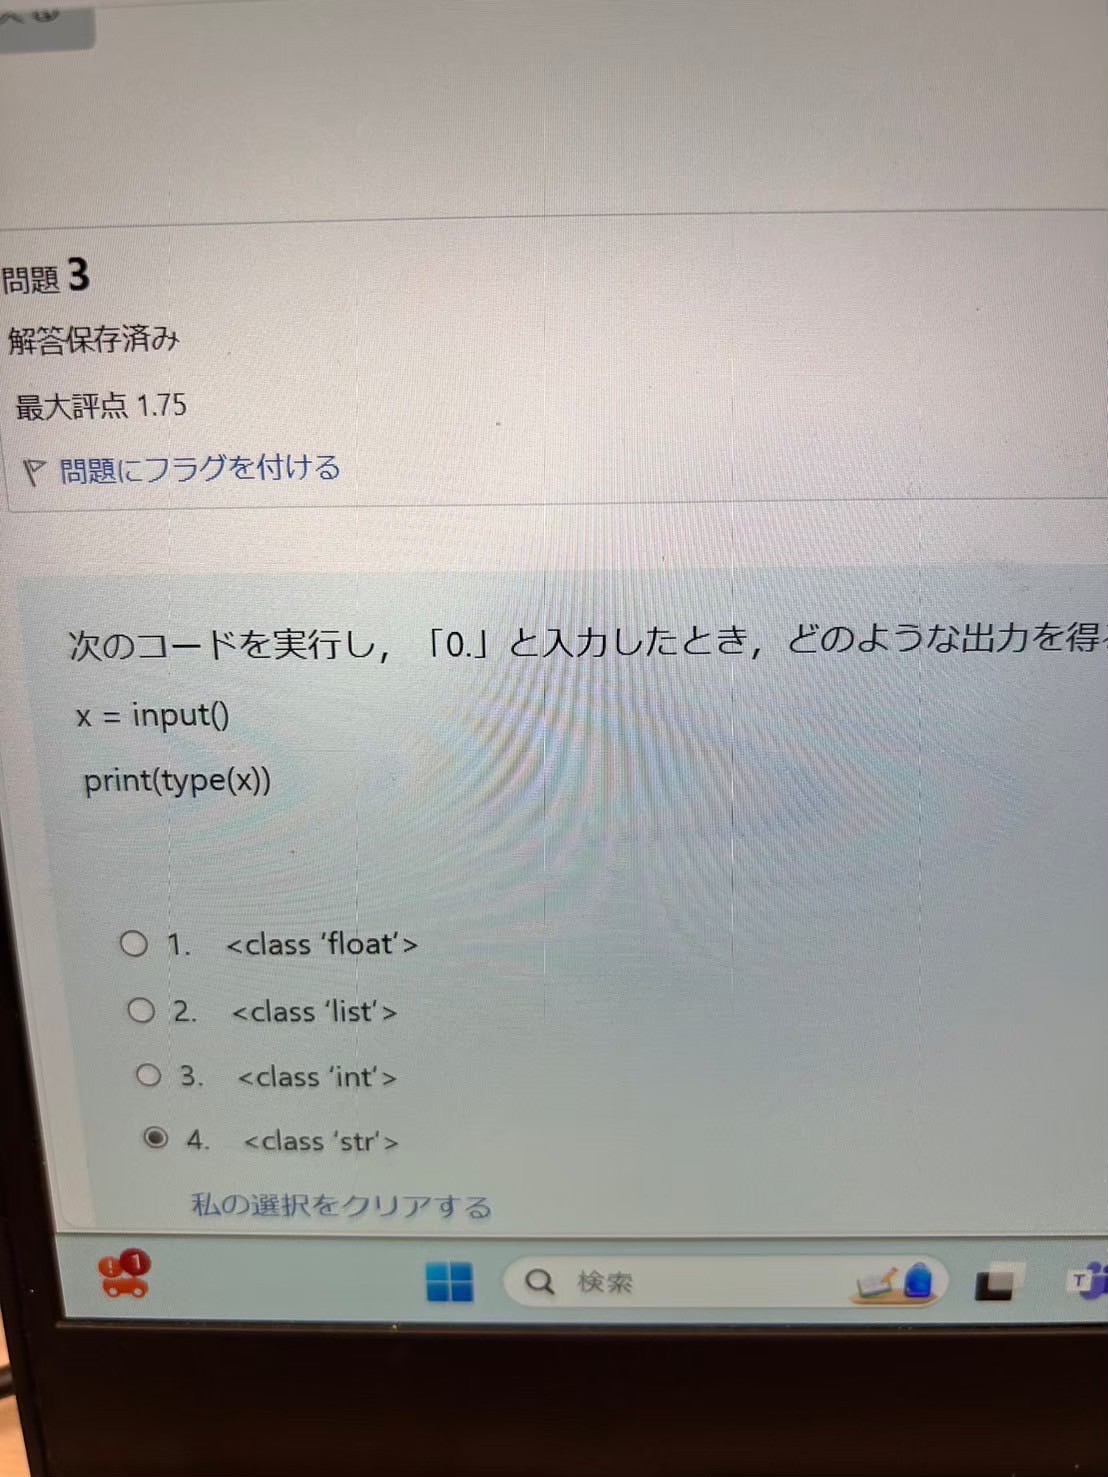 問題 3
解答保存済み
最大評点 1.75
問題にフラグを付ける
次のコードを実行し，「0.」と入力したとき，どのような出力を得
x = input()
print(type(x))
1. <class ‘float’>
2. <class ‘list’>
3. <class ‘int’>
4. <class ‘str’>
私の選択をクリアする
1
検索
T